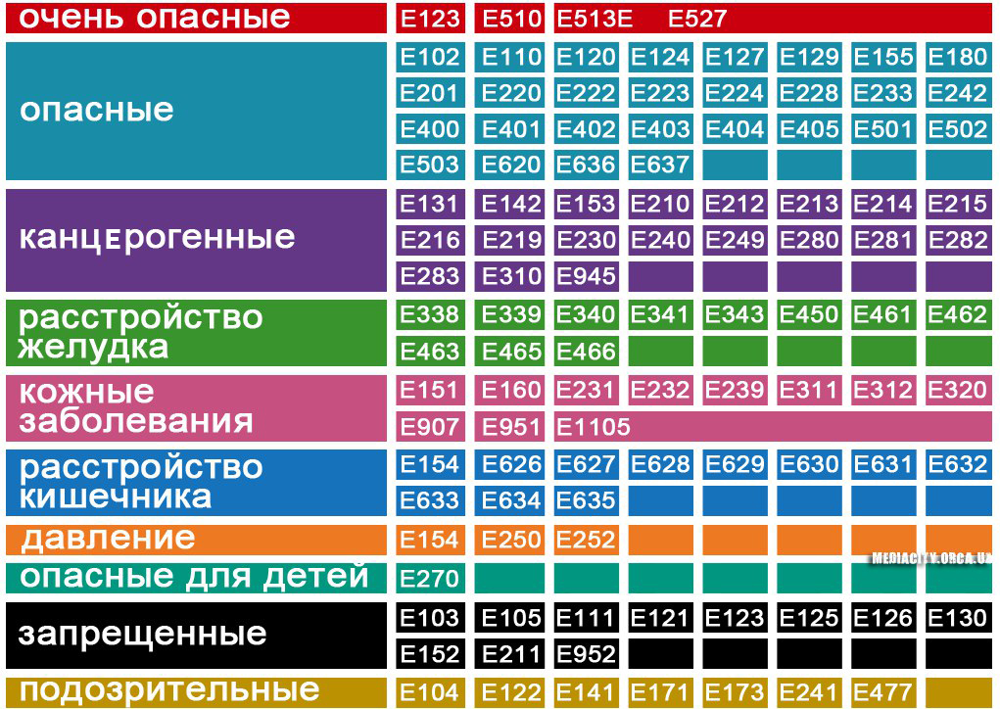 очень опасные E123 E510 E513E E527
опасные E102 E110 E120 E124 E127 E129 E155 E180
E201 E220 E222 E223 E224 E228 E233 E242
E400 E401 E402 E403 E404 E405 E501 E502
E503 E620 E636 E637
канцEрогенные E131 E142 E153 E210 E212 E213 E214 E215
E216 E219 E230 E240 E249 E280 E281 E282
E283 E310 E945
расстройство желудка E338 E339 E340 E341 E343 E450 E461 E462
E463 E465 E466
кожные заболевания E151 E160 E231 E232 E239 E311 E312 E320
E907 E951 E1105
расстройство кишечника E154 E626 E627 E628 E629 E630 E631 E632
E633 E634 E635
давление E154 E250 E252
MEDIACITY.ORCA.UA
опасные для детей E270
запрещенные E103 E105 E111 E121 E123 E125 E126 E130
E152 E211 E952
подозрительные E104 E122 E141 E171 E173 E241 E477